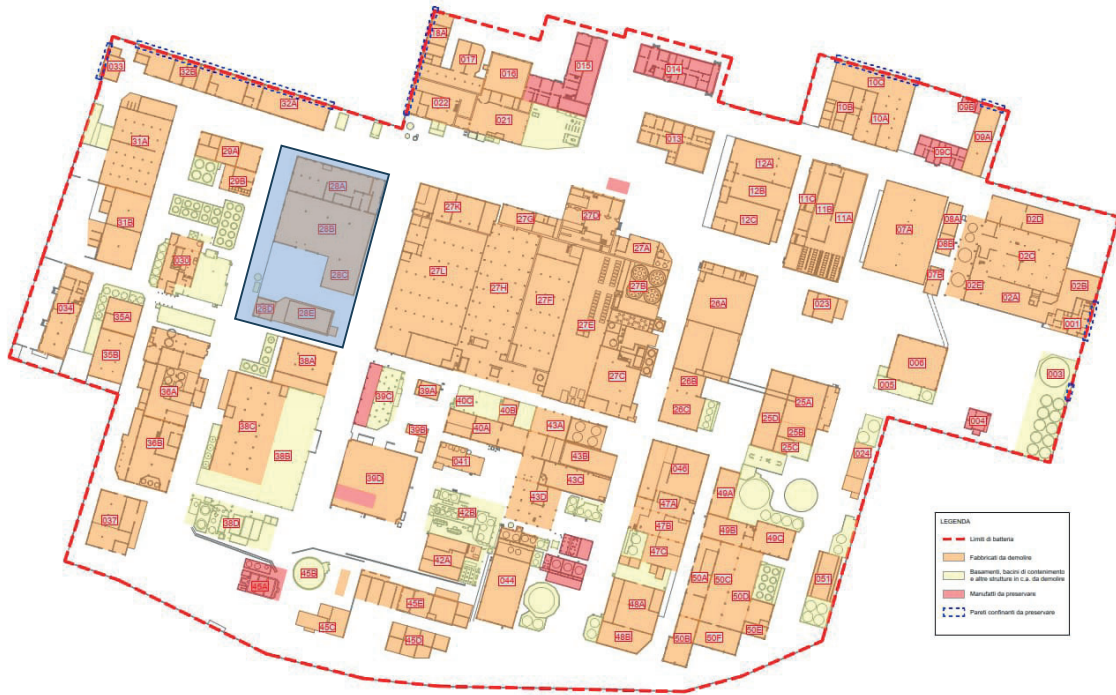 18A
033
017
015
016
32B
014
10C
022
32A
10B
09B
021
10A
09A
31A
013
29A
09C
12A
29B
28A
12B
11C
11B
11A
27K
27G
27D
08A
02D
31B
12C
07A
28B
08B
27A
02C
030
27L
28C
07B
27B
27H
02E
02B
27F
02A
034
26A
023
001
28D
28E
35A
27E
35B
38A
006
003
36A
27C
005
39C
39A
26B
40C
25A
26C
40B
25D
004
38C
40A
43A
39B
25B
36B
38B
041
43B
25C
024
046
43C
39D
49A
43D
47A
42B
037
38D
47B
49B
49C
47C
42A
45B
044
50A
50C
051
45A
50D
45E
48A
45C
50E
45D
48B
50B
50F
LEGENDA
Limiti di batteria
Fabbricati da demolire
Basamenti, bacini di contenimento
e altre strutture in c.a. da demolire
Manufatti da preservare
Pareti confinanti da preservare